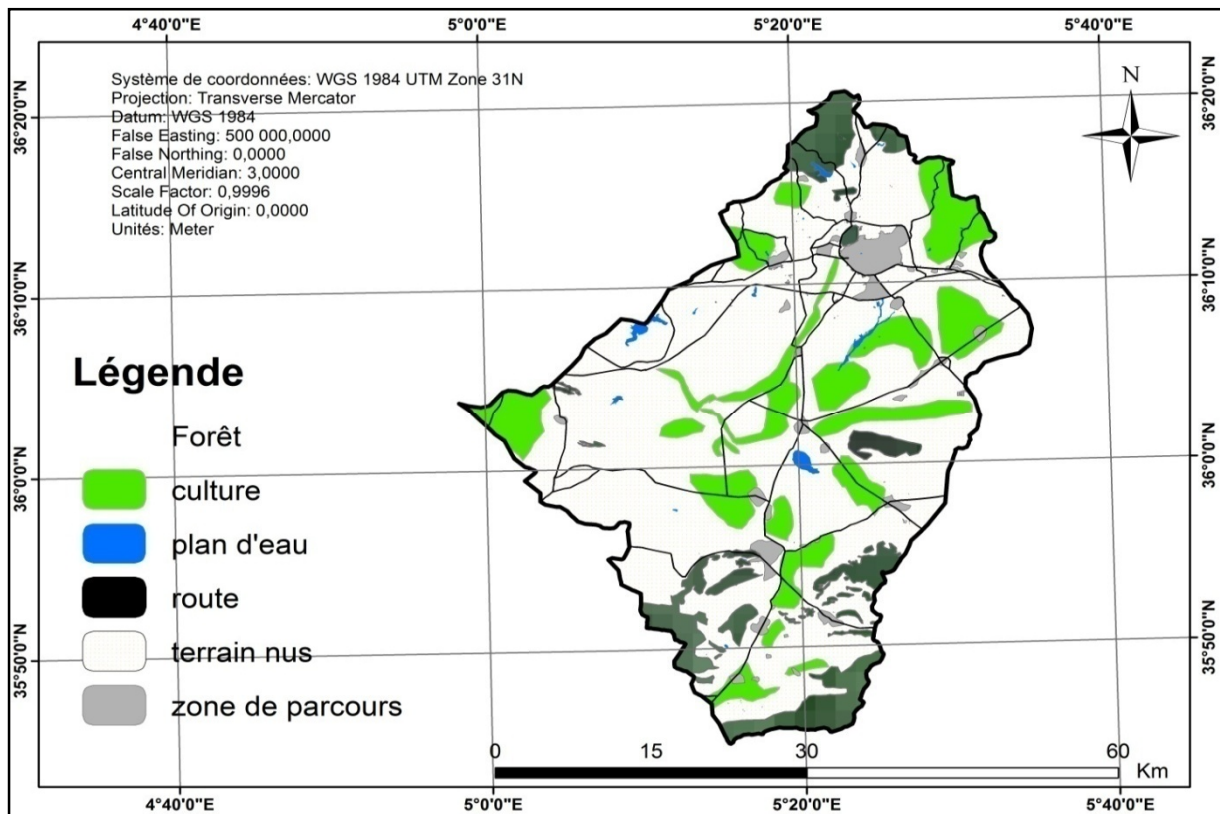 4°40'0"E 5°0'0"E 5°20'0"E 5°40'0"E
Système de coordonnées: WGS 1984 UTM Zone 31N
Projection: Transverse Mercator
Datum: WGS 1984
False Easting: 500 000,0000
False Northing: 0,0000
Central Meridian: 3,0000
Scale Factor: 0,9996
Latitude Of Origin: 0,0000
Unités: Meter
N
36°20'0"N 36°20'0"N
36°10'0"N 36°10'0"N
Légende
Forêt
culture
plan d'eau
route
terrain nus
zone de parcours
36°0'0"N 36°0'0"N
35°50'0"N 35°50'0"N
0 15 30 60
Km
4°40'0"E 5°0'0"E 5°20'0"E 5°40'0"E